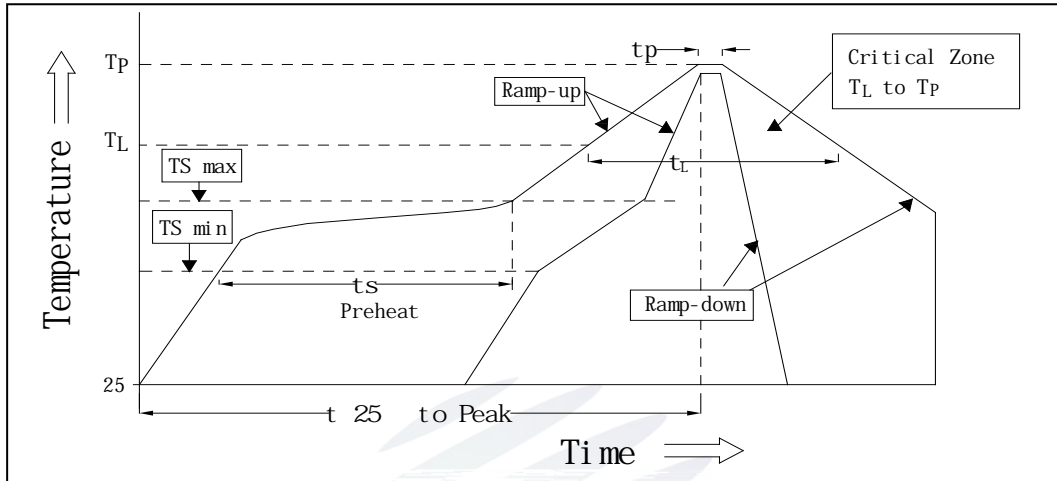 tp
TP
Critical Zone
TL to TP
Ramp-up
TL
tL
TS max
TS min
ts
Preheat
Ramp-down
25
t 25 to Peak
Temperature
Time